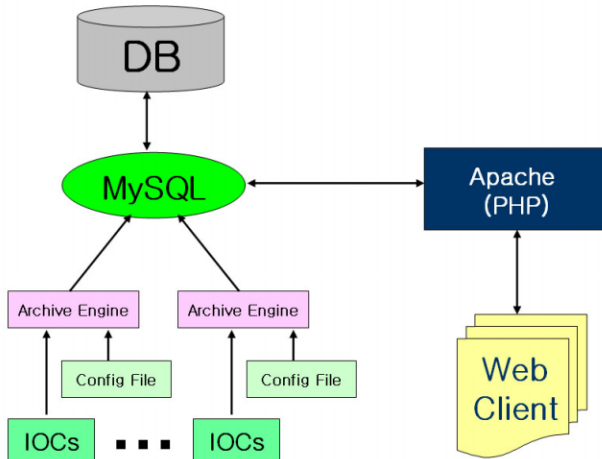 DB
MySQL
Apache
(PHP)
Archive Engine
Archive Engine
Config File
Config File
Web
Client
IOCs
IOCs